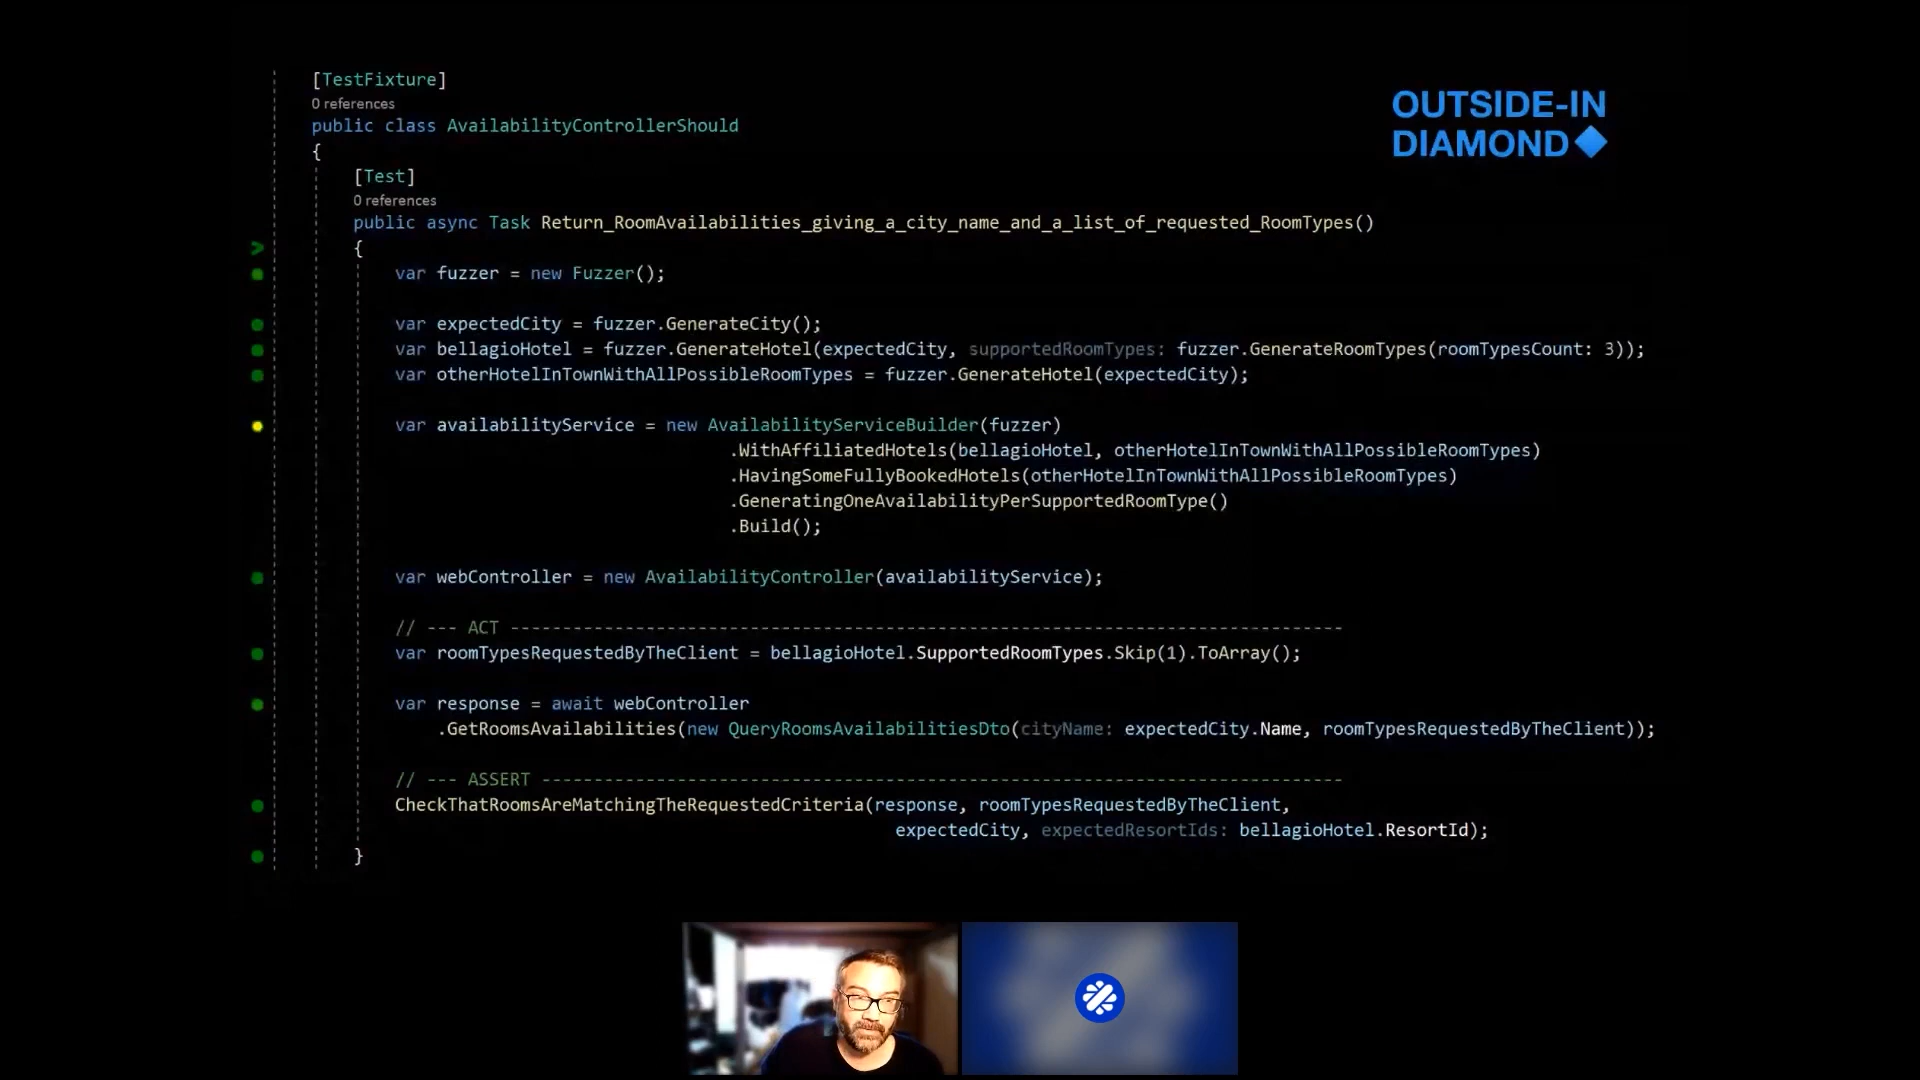 [TestFixture]
0 references
public class AvailabilityControllerShould
{
[Test]
0 references
public async Task Return_RoomAvailabilities_giving_a_city_name_and_a_list_of_requested_RoomTypes()
{
var fuzzer = new Fuzzer();
var expectedCity = fuzzer.GenerateCity();
var bellagioHotel = fuzzer.GenerateHotel(expectedCity, supportedRoomTypes: fuzzer.GenerateRoomTypes(roomTypesCount: 3));
var otherHotelInTownWithAllPossibleRoomTypes = fuzzer.GenerateHotel(expectedCity);
var availabilityService = new AvailabilityServiceBuilder(fuzzer)
.WithAffiliatedHotels(bellagioHotel, otherHotelInTownWithAllPossibleRoomTypes)
.HavingSomeFullyBookedHotels(otherHotelInTownWithAllPossibleRoomTypes)
.GeneratingOneAvailabilityPerSupportedRoomType()
.Build();
var webController = new AvailabilityController(availabilityService);
// --- ACT --------------------------------------------------------------------------------
var roomTypesRequestedByTheClient = bellagioHotel.SupportedRoomTypes.Skip(1).ToArray();
var response = await webController
.GetRoomsAvailabilities(new QueryRoomsAvailabilitiesDto(cityName: expectedCity.Name, roomTypesRequestedByTheClient));
// --- ASSERT -----------------------------------------------------------------------------
CheckThatRoomsAreMatchingTheRequestedCriteria(response, roomTypesRequestedByTheClient,
expectedCity, expectedResortIds: bellagioHotel.ResortId);
}
OUTSIDE-IN
DIAMOND